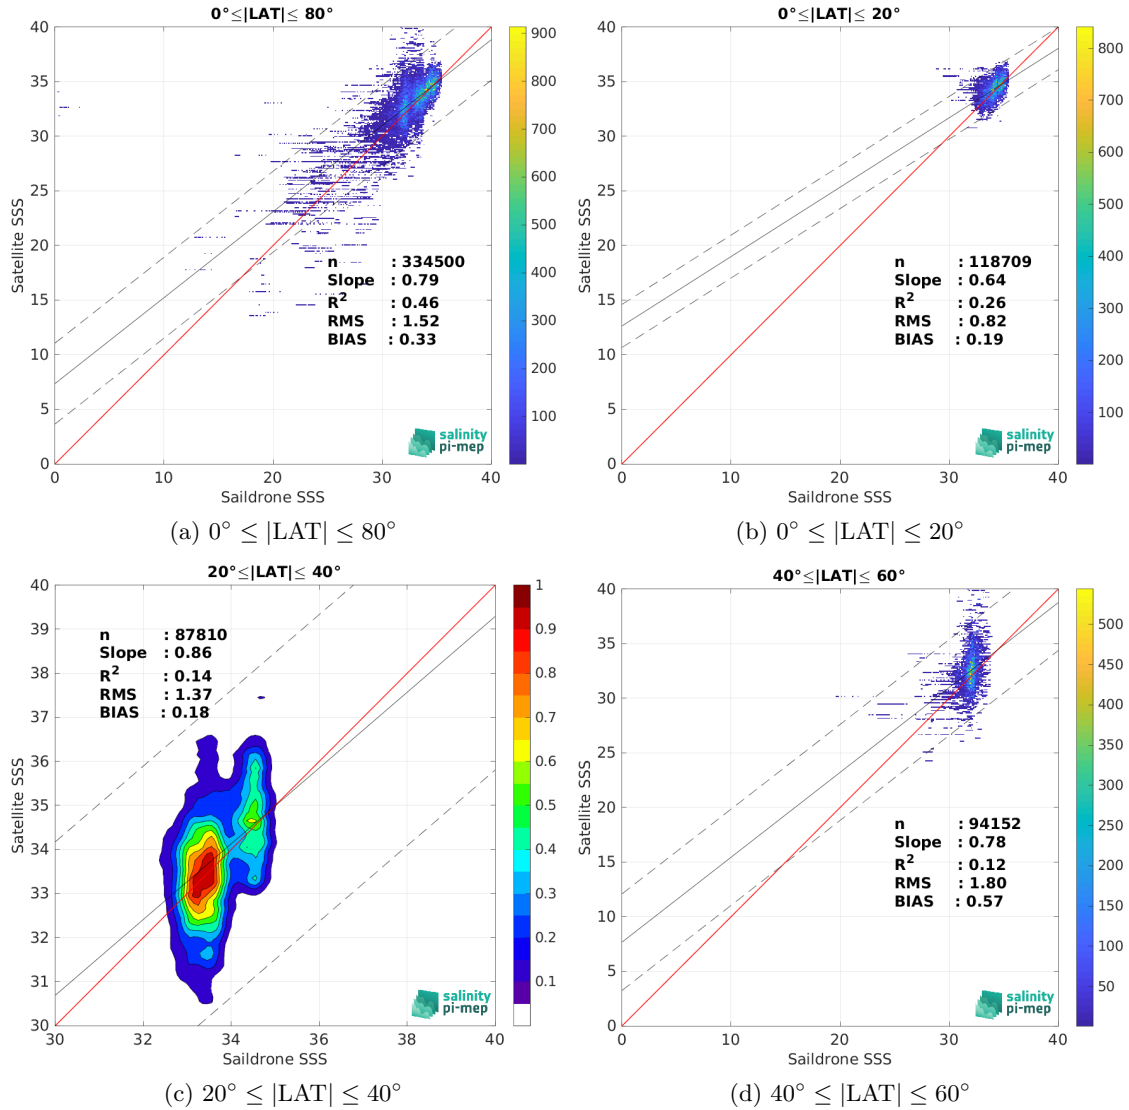 0°≤|LAT|≤ 80°
40
35
30
25
20
15
10
5
0
Satellite SSS
n : 334500
Slope : 0.79
R² : 0.46
RMS : 1.52
BIAS : 0.33
salinity
pi-mep
0 10 20 30 40
Saildrone SSS
900
800
700
600
500
400
300
200
100
(a) 0° ≤ |LAT| ≤ 80°
0°≤|LAT|≤ 20°
40
35
30
25
20
15
10
5
0
Satellite SSS
n : 118709
Slope : 0.64
R² : 0.26
RMS : 0.82
BIAS : 0.19
salinity
pi-mep
0 10 20 30 40
Saildrone SSS
800
700
600
500
400
300
200
100
(b) 0° ≤ |LAT| ≤ 20°
20°≤|LAT|≤ 40°
40
39
38
37
36
35
34
33
32
31
30
Satellite SSS
n : 87810
Slope : 0.86
R² : 0.14
RMS : 1.37
BIAS : 0.18
salinity
pi-mep
30 32 34 36 38 40
Saildrone SSS
1
0.9
0.8
0.7
0.6
0.5
0.4
0.3
0.2
0.1
(c) 20° ≤ |LAT| ≤ 40°
40°≤|LAT|≤ 60°
40
35
30
25
20
15
10
5
0
Satellite SSS
n : 94152
Slope : 0.78
R² : 0.12
RMS : 1.80
BIAS : 0.57
salinity
pi-mep
0 10 20 30 40
Saildrone SSS
500
450
400
350
300
250
200
150
100
50
(d) 40° ≤ |LAT| ≤ 60°